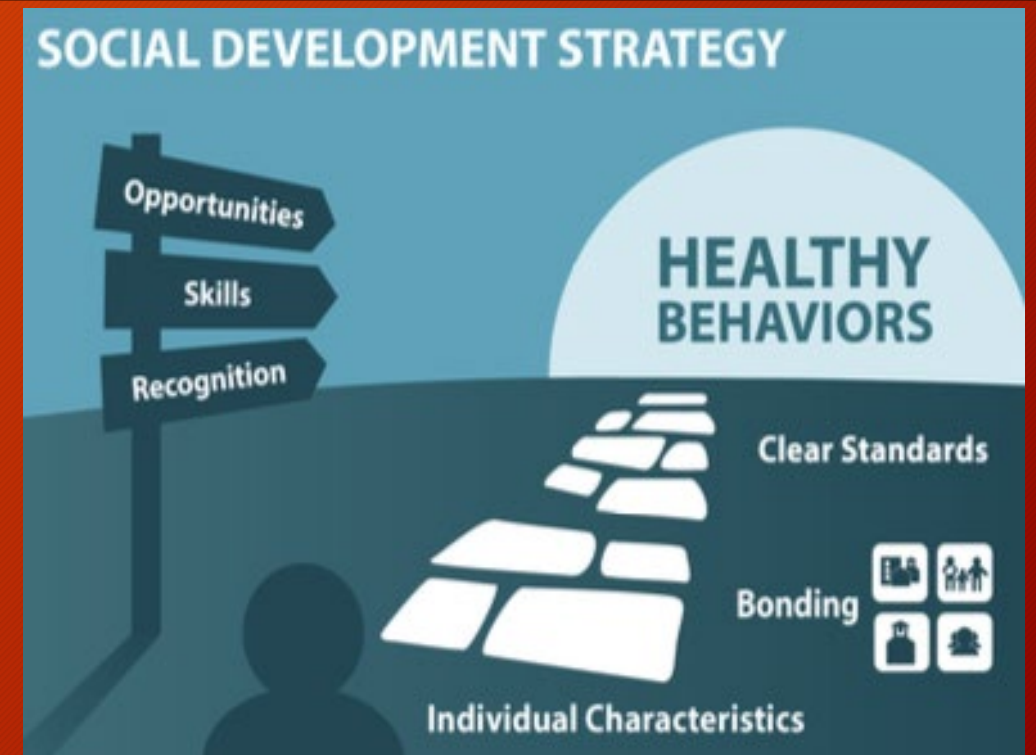 SOCIAL DEVELOPMENT STRATEGY
Opportunities
Skills
Recognition
HEALTHY
BEHAVIORS
Clear Standards
Bonding
Individual Characteristics